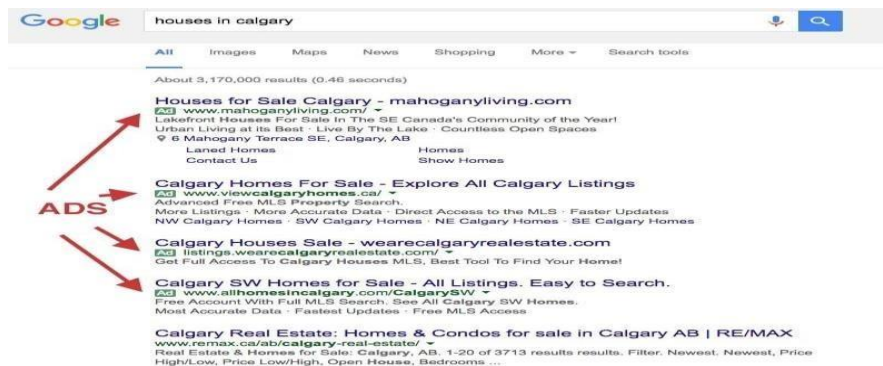 Google houses in calgary
All Images Maps News Shopping More Search tools
About 3,170,000 results (0.46 seconds)
Houses for Sale Calgary - mahoganyliving.com
Ad www.mahoganyliving.com/
Lakefront Houses For Sale In The SE Canada's Community of the Year!
Urban Living at its Best · Live By The Lake · Countless Open Spaces
6 Mahogany Terrace SE, Calgary, AB
Laned Homes Homes
Contact Us Show Homes
Calgary Homes For Sale - Explore All Calgary Listings
Ad www.viewcalgaryhomes.ca/
Advanced Free MLS Property Search.
ADS
More Listings · More Accurate Data · Direct Access to the MLS · Faster Updates
NW Calgary Homes · SW Calgary Homes · NE Calgary Homes · SE Calgary Homes
Calgary Houses Sale - wearecalgaryrealestate.com
Ad listings.wearecalgaryrealestate.com/
Get Full Access To Calgary Houses MLS, Best Tool To Find Your Home!
Calgary SW Homes for Sale - All Listings. Easy to Search.
Ad www.allhomesincalgary.com/CalgarySW
Free Account With Full MLS Search. See All Calgary SW Homes.
Most Accurate Data · Fastest Updates · Free MLS Access
Calgary Real Estate: Homes & Condos for sale in Calgary AB | RE/MAX
www.remax.ca/ab/calgary-real-estate/
Real Estate & Homes for Sale: Calgary, AB. 1-20 of 3713 results results. Filter. Newest. Newest, Price
High/Low, Price Low/High, Open House, Bedrooms ...